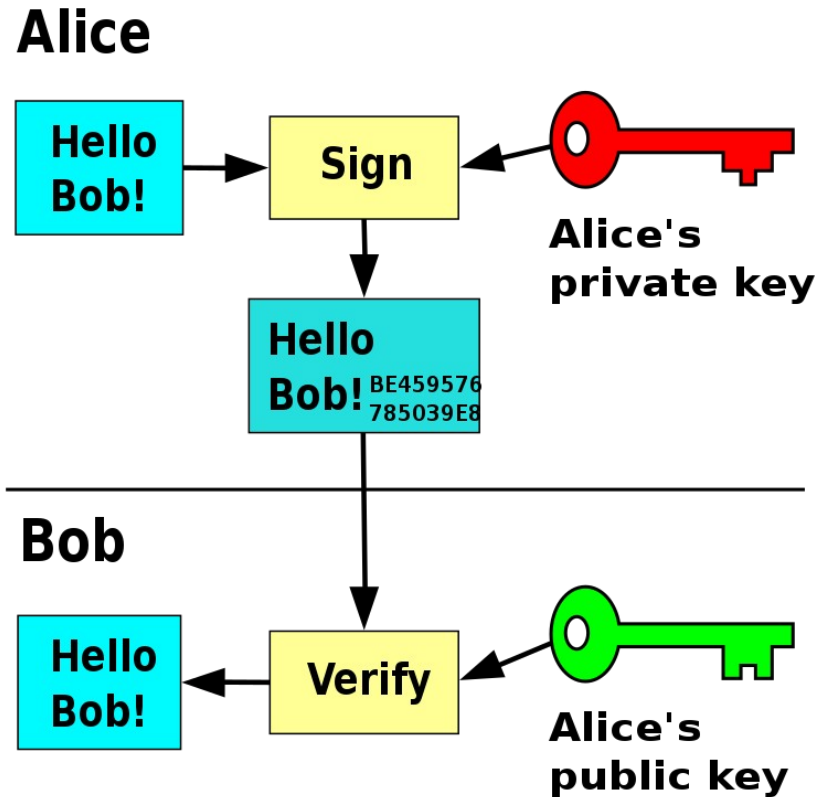 Alice
Hello
Bob!
Sign
Alice's
private key
Hello
Bob! BE459576
785039E8
Bob
Hello
Bob!
Verify
Alice's
public key